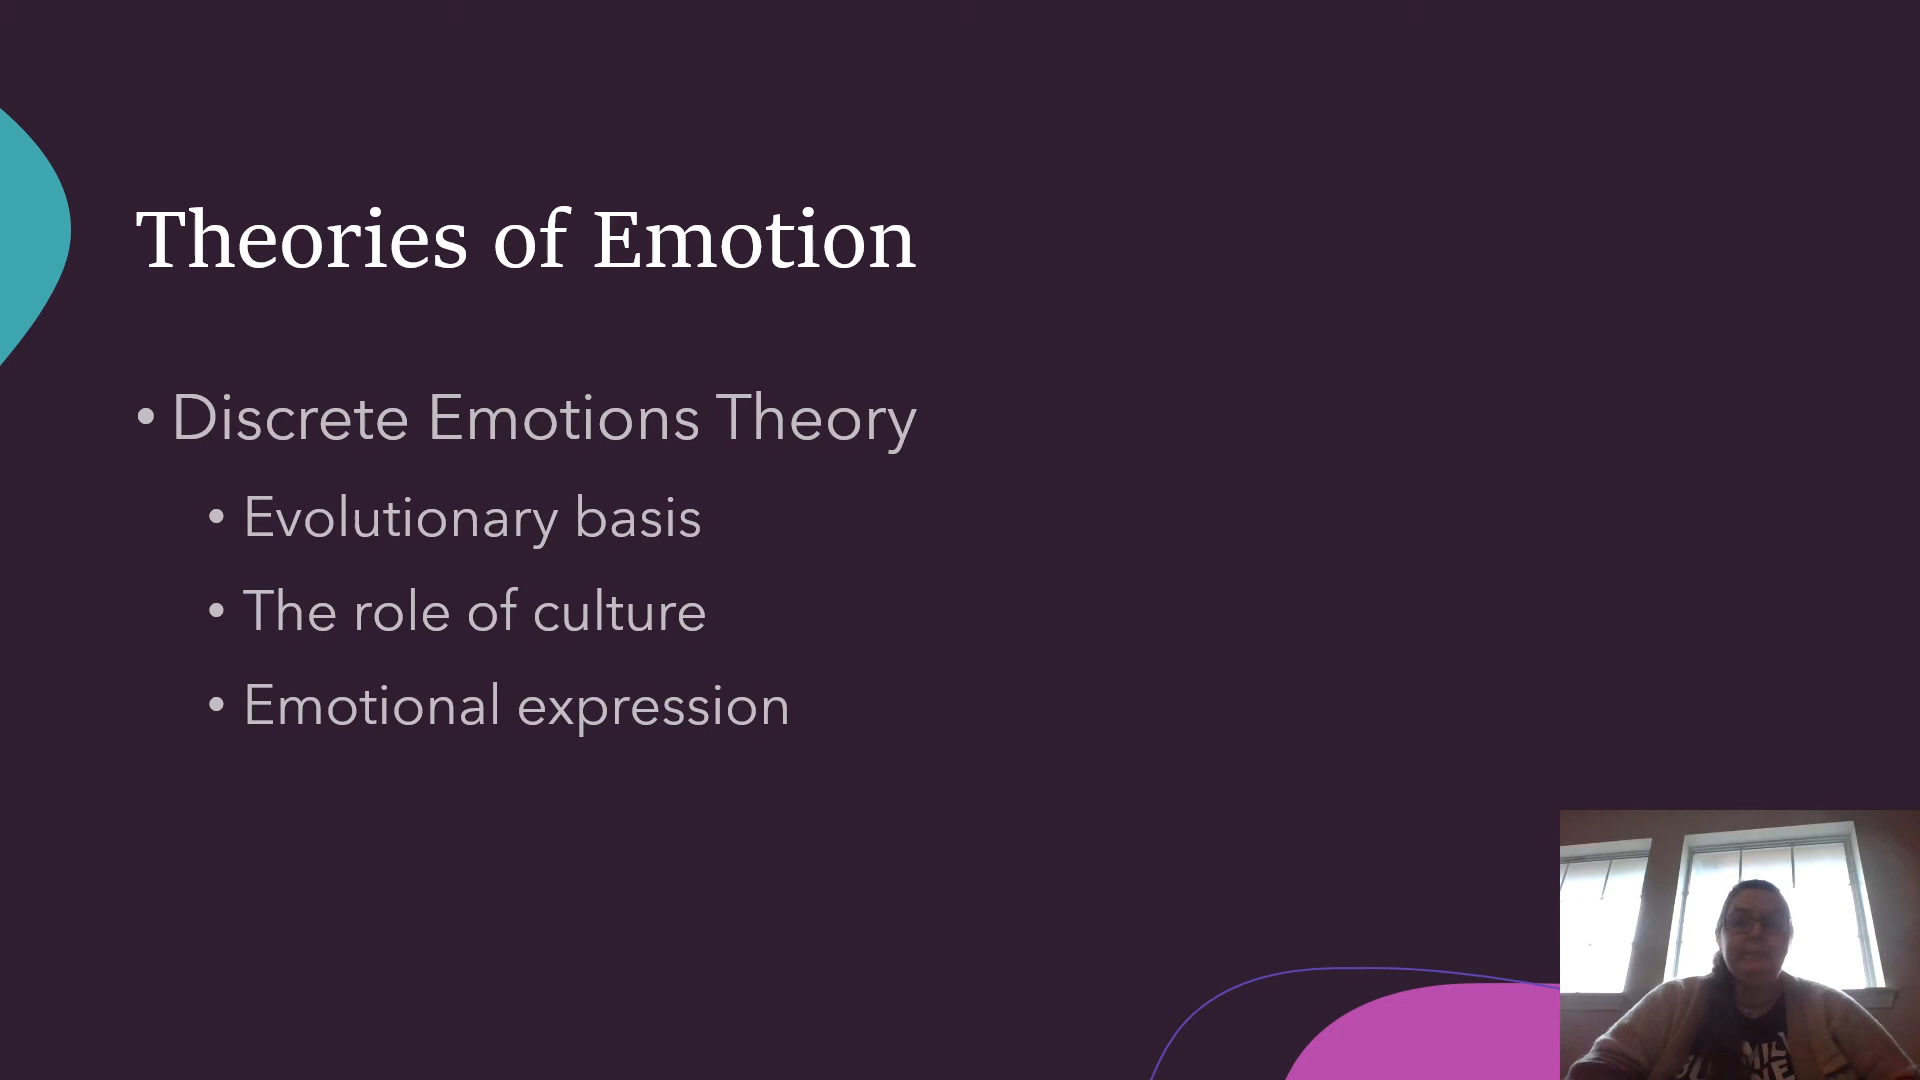 Theories of Emotion
• Discrete Emotions Theory
• Evolutionary basis
• The role of culture
• Emotional expression